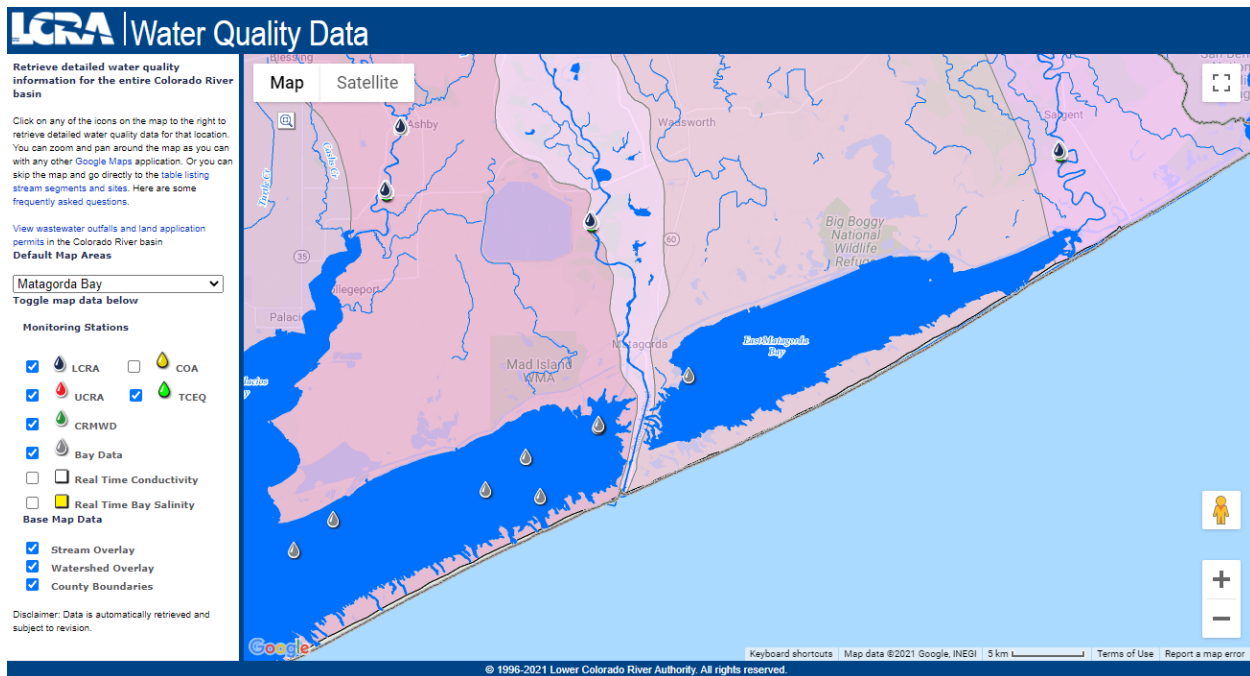 LCRA Water Quality Data
Retrieve detailed water quality
information for the entire Colorado River
basin
Click on any of the icons on the map to the right to
retrieve detailed water quality data for that location.
You can zoom and pan around the map as you can
with any other Google Maps application. Or you can
skip the map and go directly to the table listing
stream segments and sites. Here are some
frequently asked questions.
View wastewater outfalls and land application
permits in the Colorado River basin
Default Map Areas
Matagorda Bay
Toggle map data below
Monitoring Stations
LCRA COA
UCRA TCEQ
CRMWD
Bay Data
Real Time Conductivity
Real Time Bay Salinity
Base Map Data
Stream Overlay
Watershed Overlay
County Boundaries
Disclaimer: Data is automatically retrieved and
subject to revision.
Blessing
Map Satellite
Ashby
Wadsworth
Sargent
Cashs Cr
Turtle Cr
Big Boggy
National
Wildlife
Refuge
60
35
llegeport
Palaci
Matagorda
East Matagorda
Bay
Mad Island
WMA
Google
Keyboard shortcuts Map data ©2021 Google, INEGI 5 km Terms of Use Report a map error
© 1996-2021 Lower Colorado River Authority. All rights reserved.